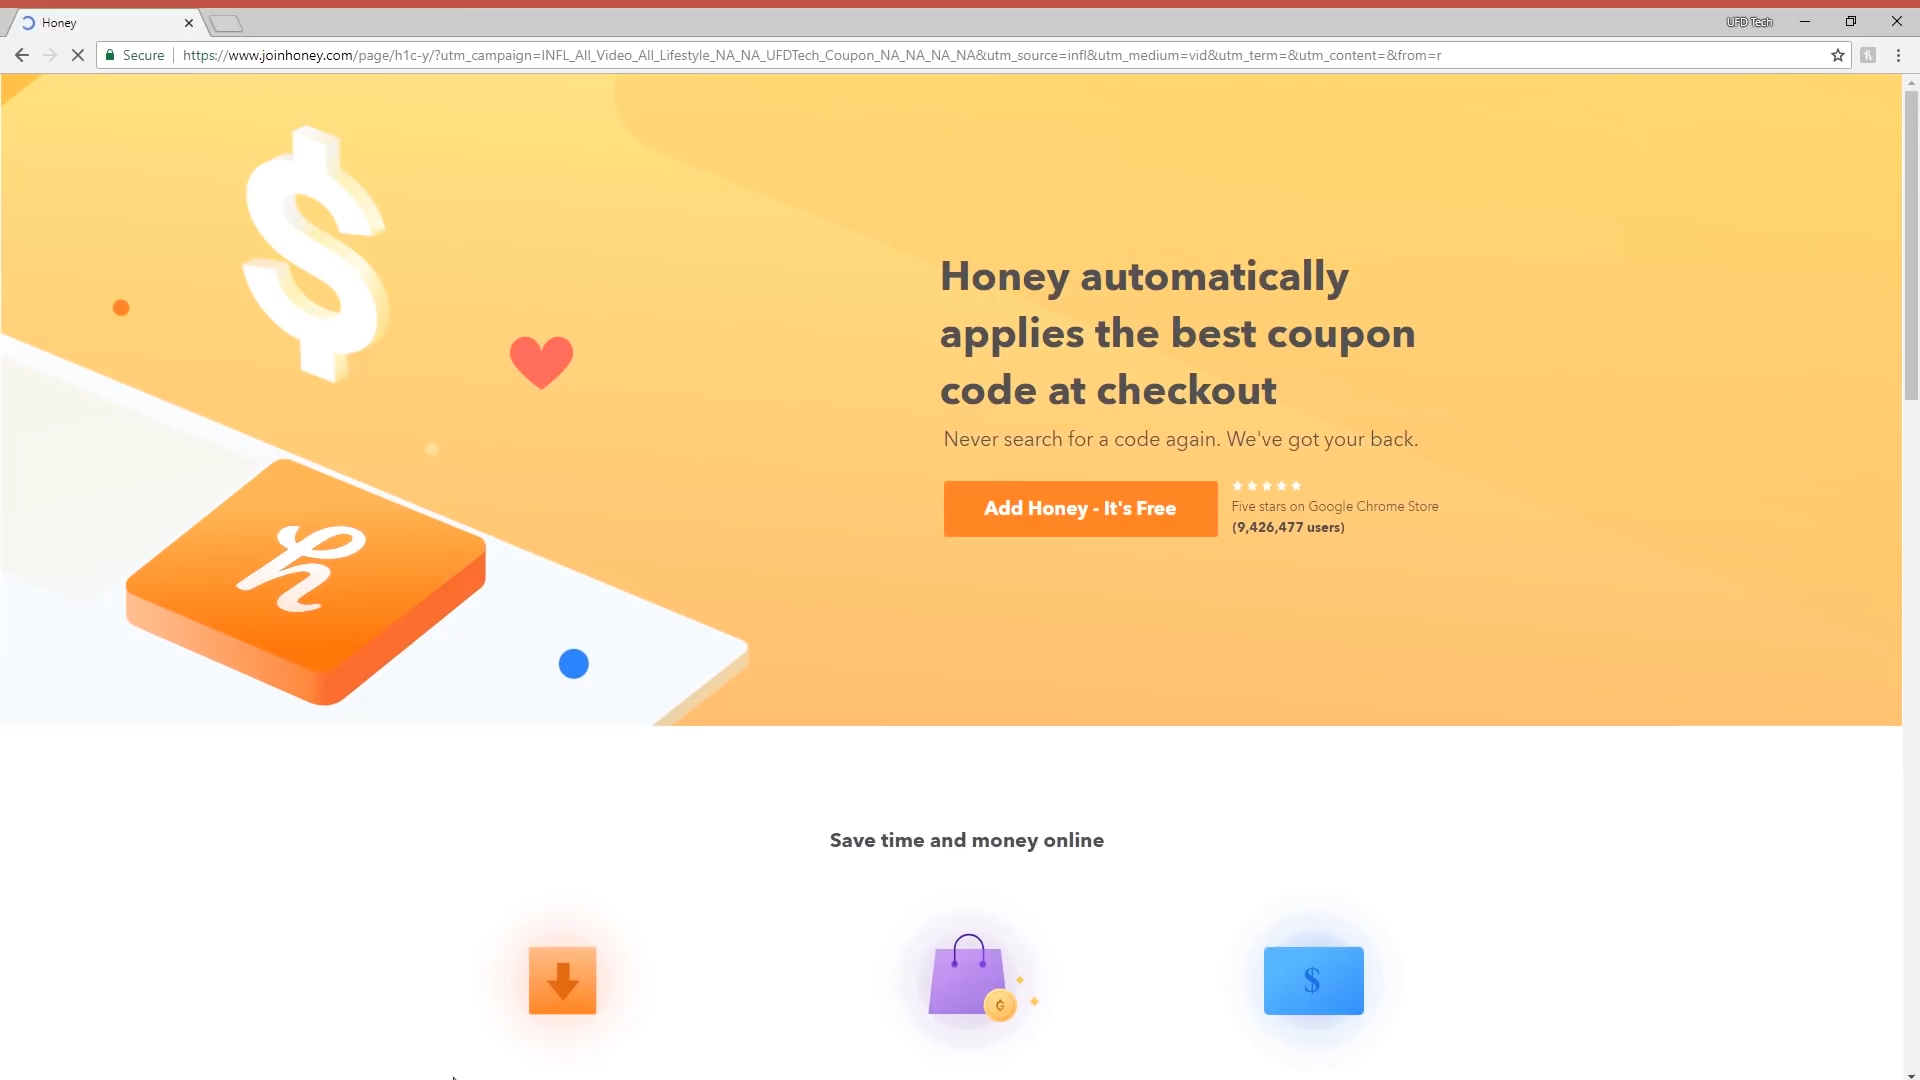 Honey
UFD Tech
Secure
https://www.joinhoney.com/page/h1c-y/?utm_campaign=INFL_All_Video_All_Lifestyle_NA_NA_UFDTech_Coupon_NA_NA_NA_NA&utm_source=infl&utm_medium=vid&utm_term=&utm_content=&from=r
$
Honey automatically
applies the best coupon
code at checkout
Never search for a code again. We've got your back.
Add Honey - It's Free
Five stars on Google Chrome Store
(9,426,477 users)
h
Save time and money online
G
$